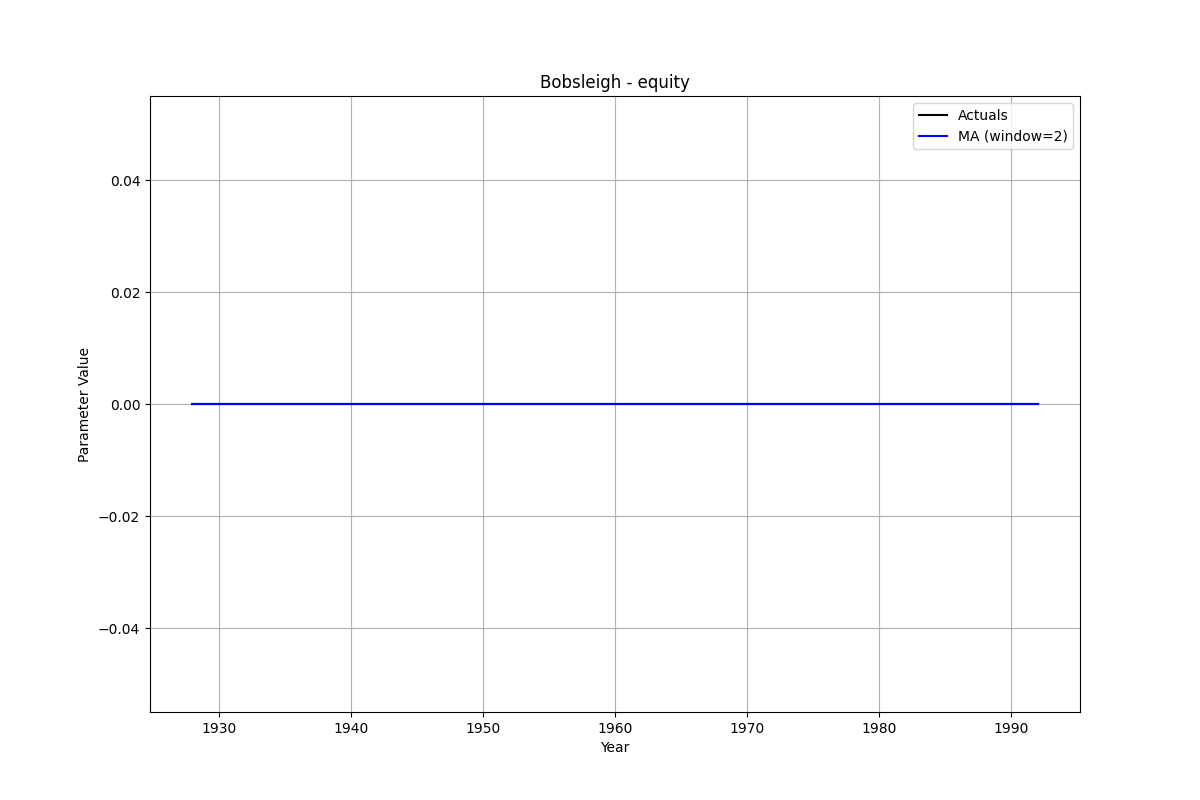 Bobsleigh - equity
Actuals
MA (window=2)
0.04
0.02
0.00
−0.02
−0.04
Parameter Value
1930 1940 1950 1960 1970 1980 1990
Year